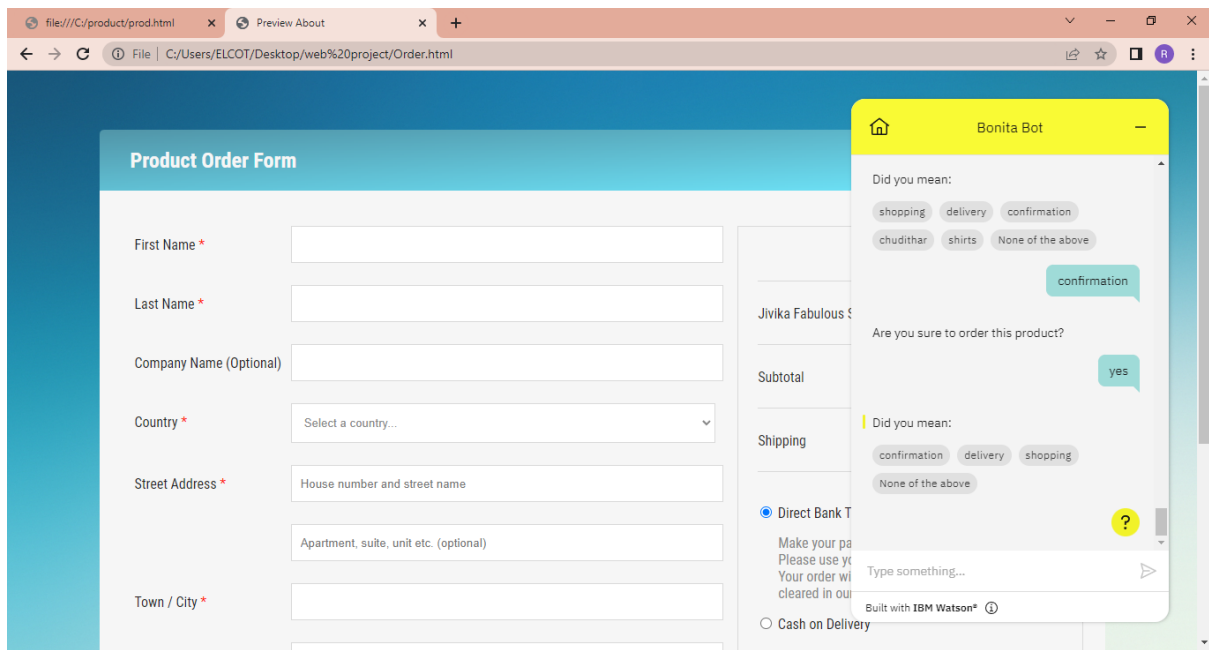 file:///C:/product/prod.html
Preview About
File | C:/Users/ELCOT/Desktop/web%20project/Order.html
R
Product Order Form
First Name *
Last Name *
Company Name (Optional)
Country *
Select a country...
Street Address *
House number and street name
Apartment, suite, unit etc. (optional)
Town / City *
Jivika Fabulous
Subtotal
Shipping
Direct Bank T
Make your pa
Please use yo
Your order wi
cleared in ou
Cash on Delivery
Bonita Bot
Did you mean:
shopping delivery confirmation
chudithar shirts None of the above
confirmation
Are you sure to order this product?
yes
Did you mean:
confirmation delivery shopping
None of the above
?
Type something...
Built with IBM Watson®